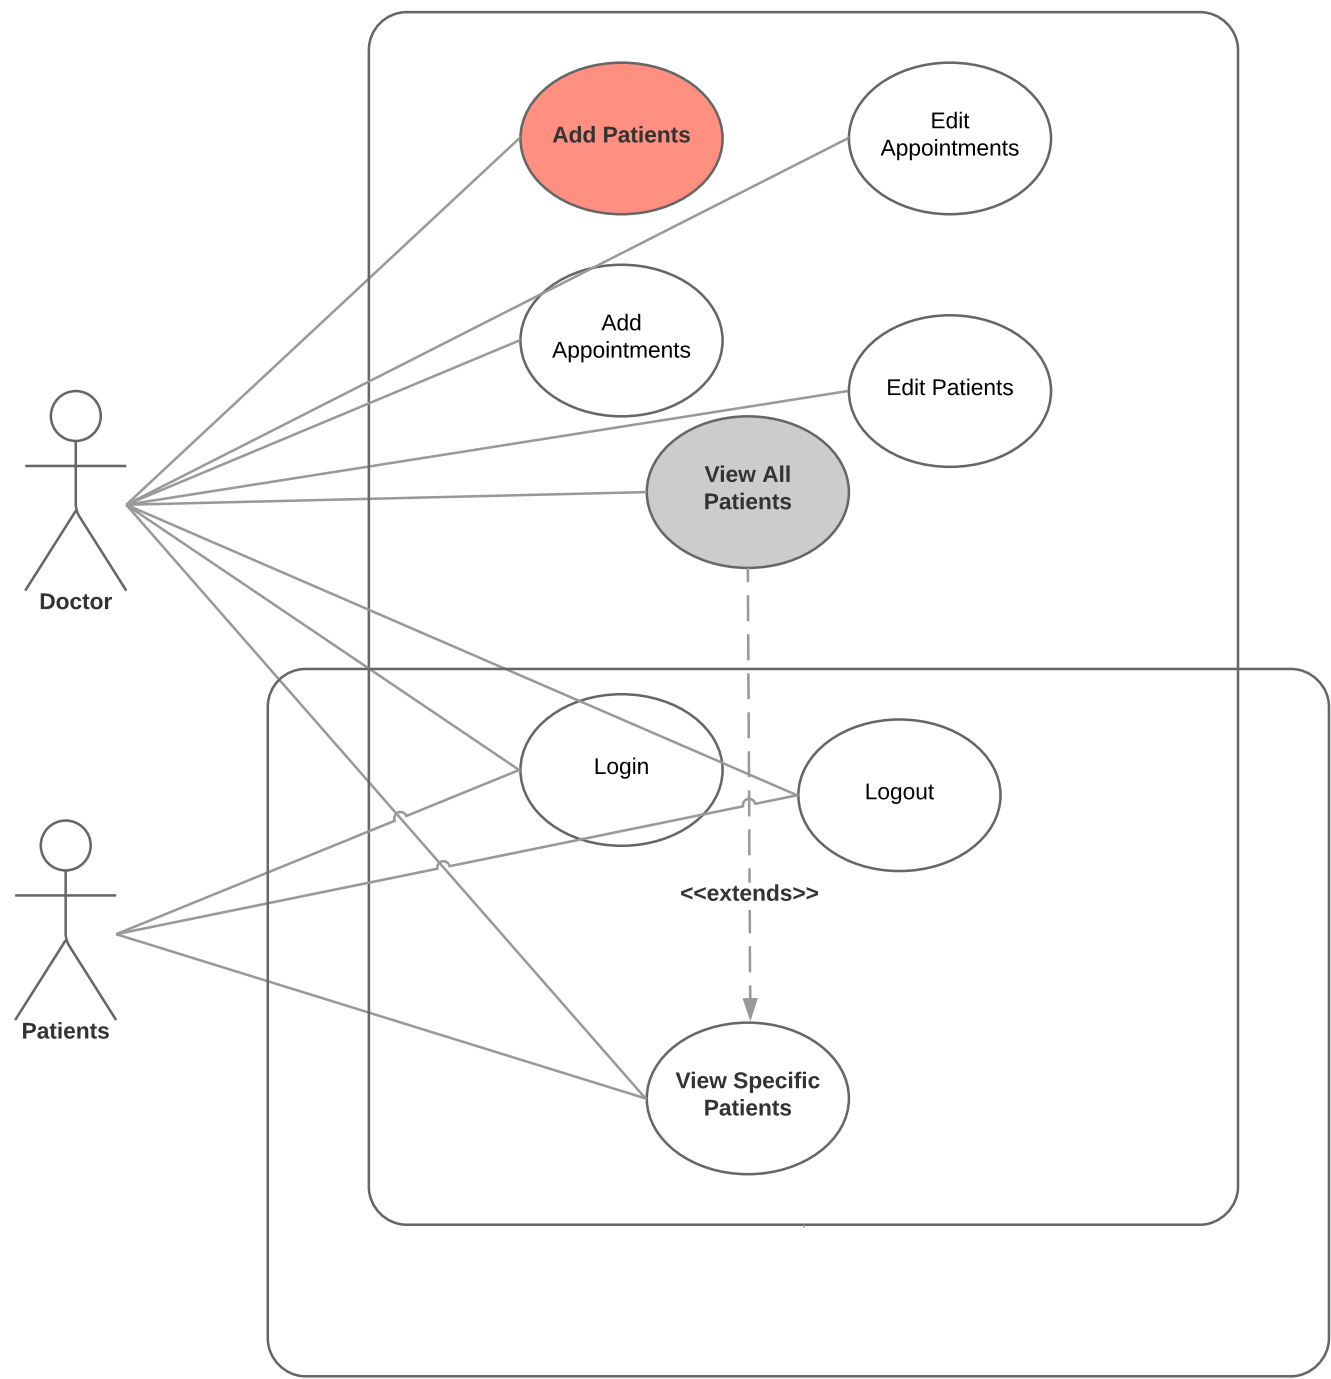 Add Patients
Edit
Appointments
Add
Appointments
Edit Patients
View All
Patients
Doctor
Login
Logout
<<extends>>
Patients
View Specific
Patients